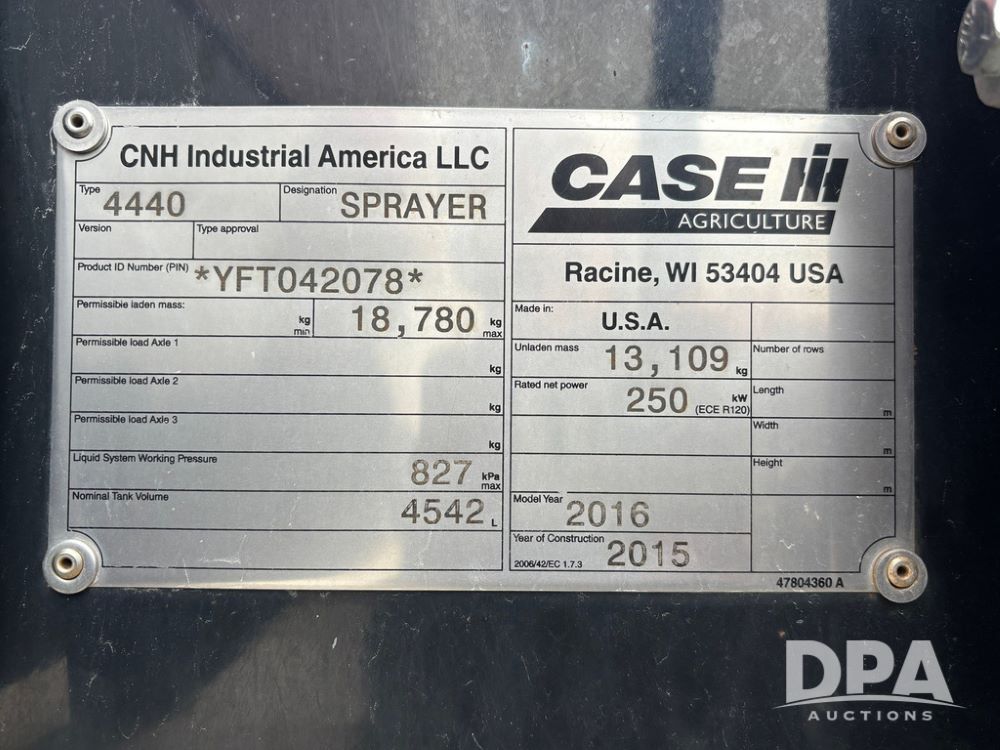 CNH Industrial America LLC
Type 4440 Designation SPRAYER
Version Type approval
Product ID Number (PIN) *YFT042078*
Permissible laden mass: kg min 18,780 kg max
Permissible load Axle 1 kg
Permissible load Axle 2 kg
Permissible load Axle 3 kg
Liquid System Working Pressure 827 kPa max
Nominal Tank Volume 4542 L
CASE IH
AGRICULTURE
Racine, WI 53404 USA
Made in: U.S.A.
Unladen mass 13,109 kg Number of rows
Rated net power 250 kW (ECE R120) Length m
Width m
Height m
Model Year 2016
Year of Construction 2015
2006/42/EC 1.7.3
47804360 A
DPA
AUCTIONS